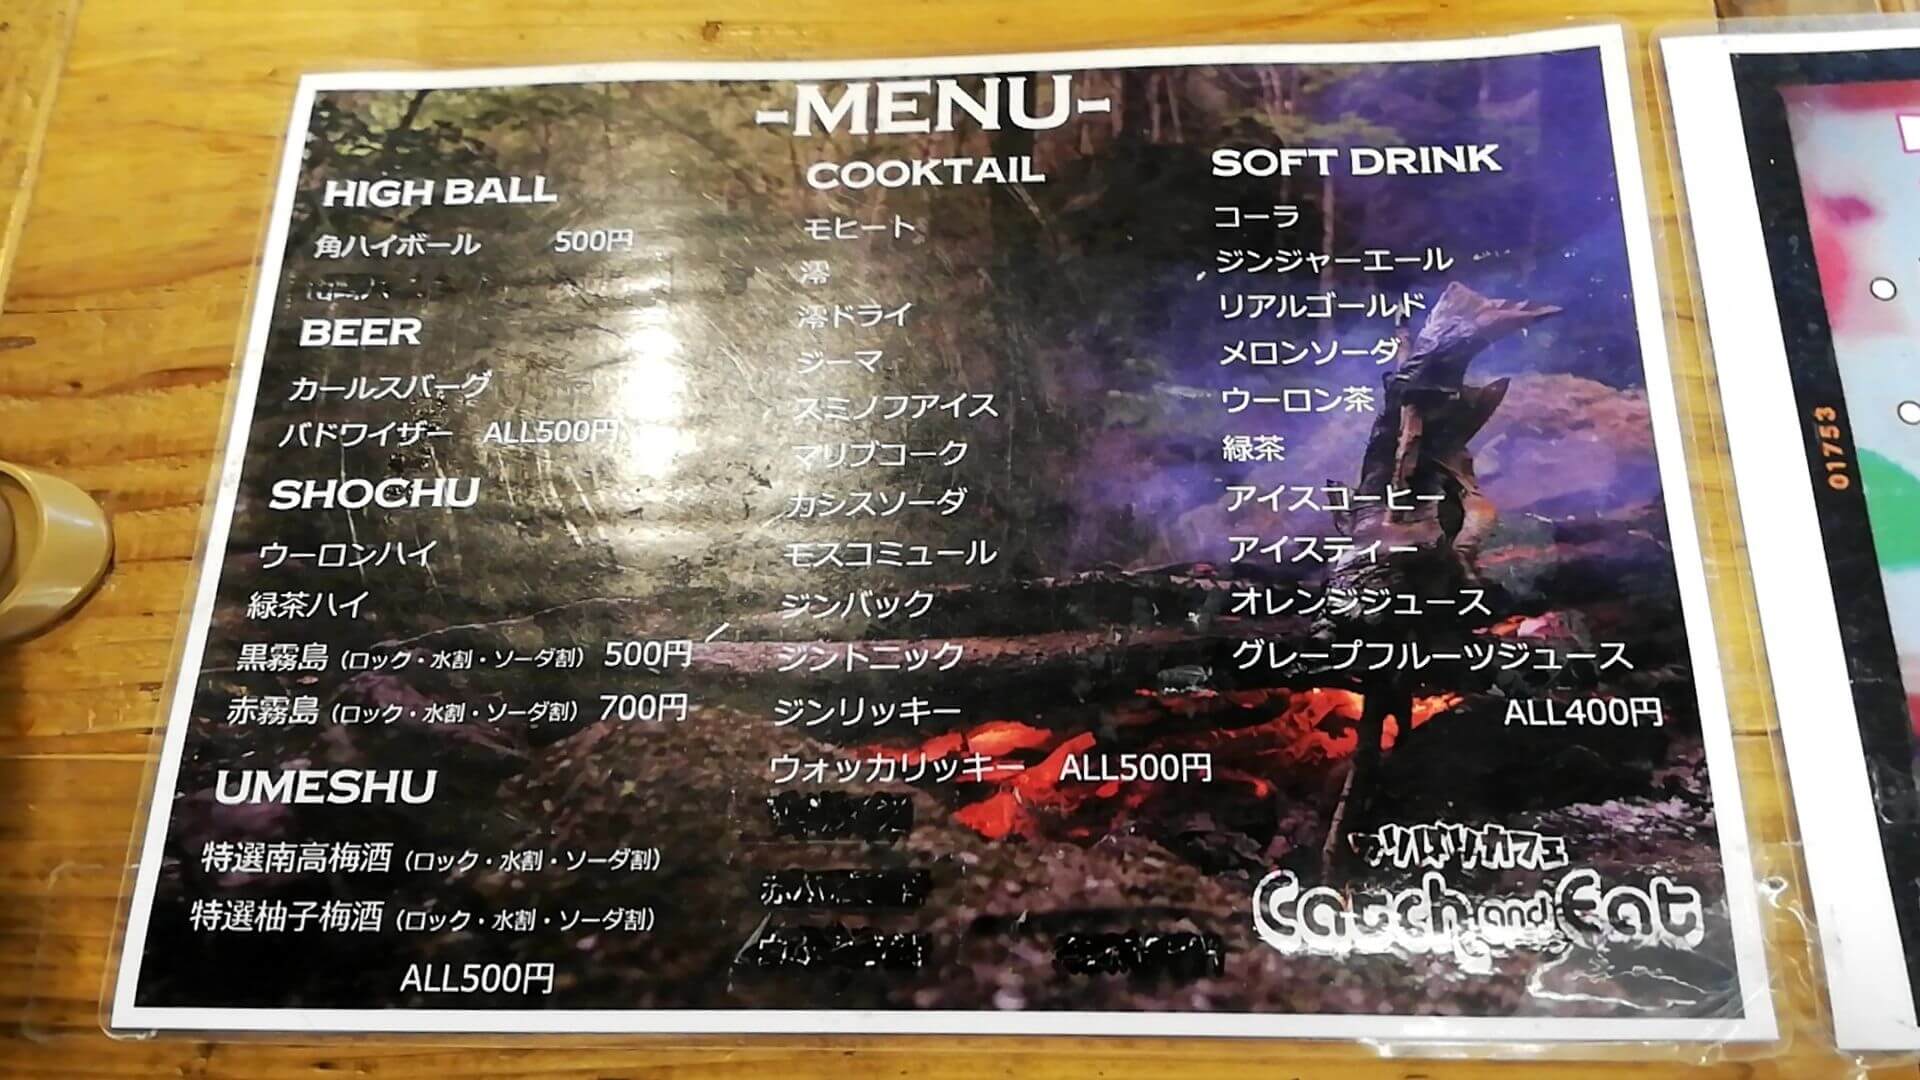 -MENU-
HIGH BALL
角ハイボール 500円
BEER
カールスバーグ
バドワイザー ALL500円
SHOCHU
ウーロンハイ
緑茶ハイ
黒霧島（ロック・水割・ソーダ割） 500円
赤霧島（ロック・水割・ソーダ割） 700円
UMESHU
特選南高梅酒（ロック・水割・ソーダ割）
特選柚子梅酒（ロック・水割・ソーダ割）
ALL500円
COOKTAIL
モヒート
澪
澪ドライ
ジーマ
スミノフアイス
マリブコーク
カシスソーダ
モスコミュール
ジンバック
ジントニック
ジンリッキー
ウォッカリッキー ALL500円
SOFT DRINK
コーラ
ジンジャーエール
リアルゴールド
メロンソーダ
ウーロン茶
緑茶
アイスコーヒー
アイスティー
オレンジジュース
グレープフルーツジュース
ALL400円
ツリぼりカフェ
Catch and Eat
01753